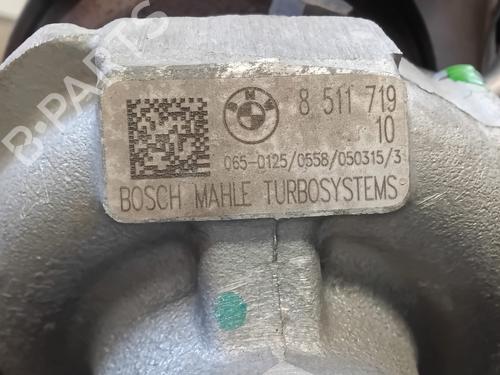 B-PARTS
BMW
8 511 719
10
065-0125/0558/050315/3
BOSCH MAHLE TURBOSYSTEMS